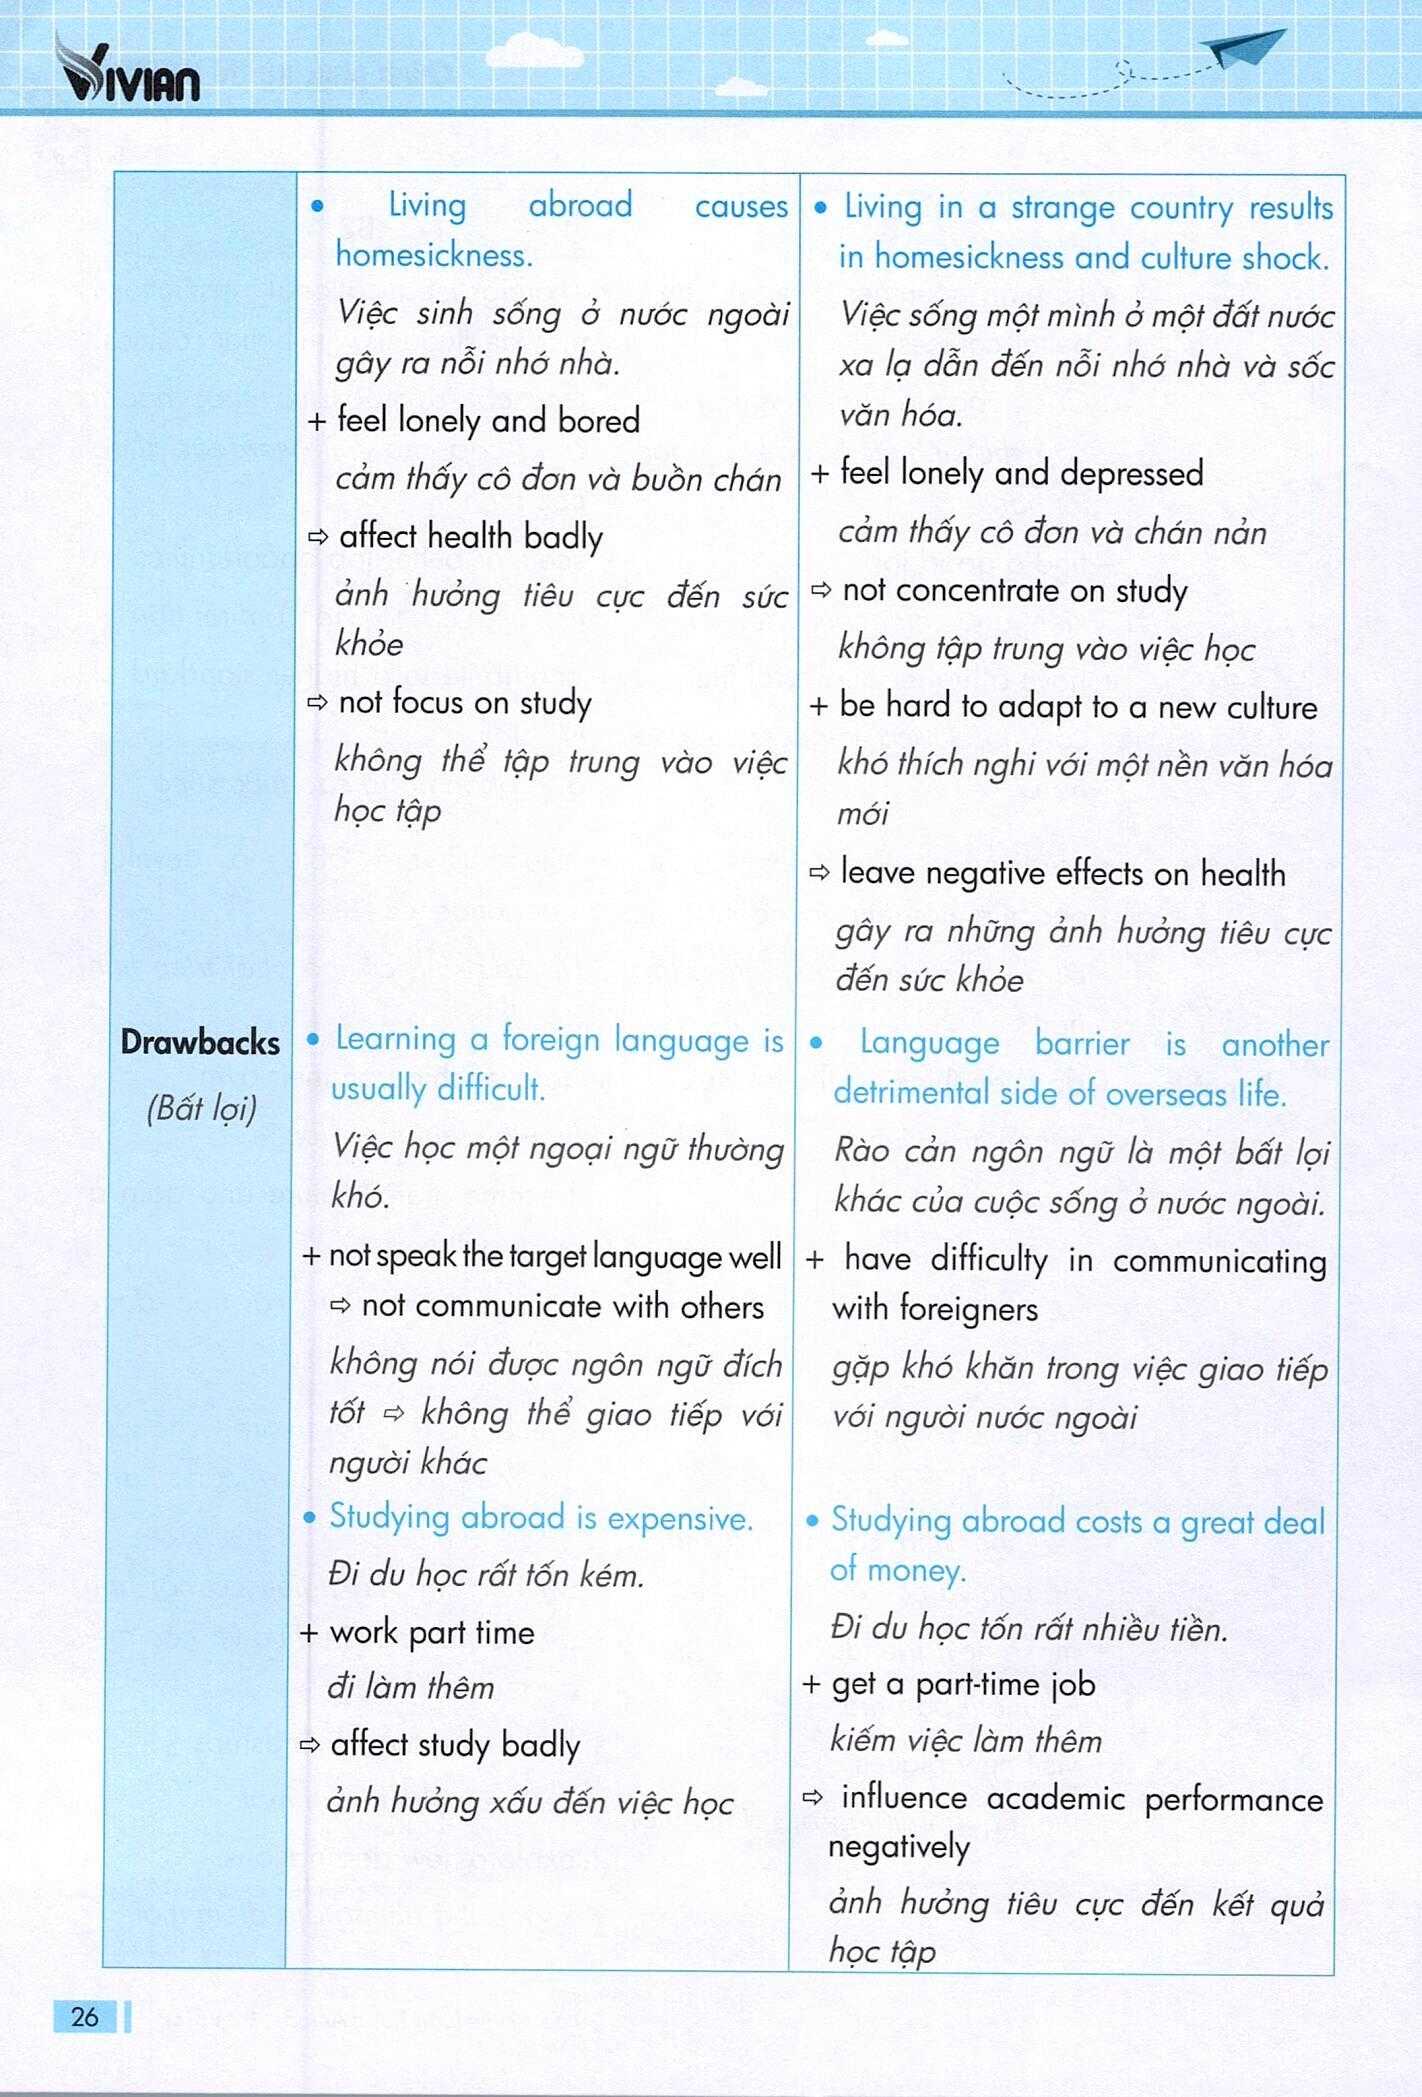 VIVIAN
Drawbacks
(Bất lợi)
• Living abroad causes
homesickness.
Việc sinh sống ở nước ngoài
gây ra nỗi nhớ nhà.
+ feel lonely and bored
cảm thấy cô đơn và buồn chán
⇨ affect health badly
ảnh hưởng tiêu cực đến sức
khỏe
⇨ not focus on study
không thể tập trung vào việc
học tập
• Learning a foreign language is
usually difficult.
Việc học một ngoại ngữ thường
khó.
+ not speak the target language well
⇨ not communicate with others
không nói được ngôn ngữ đích
tốt ⇨ không thể giao tiếp với
người khác
• Studying abroad is expensive.
Đi du học rất tốn kém.
+ work part time
đi làm thêm
⇨ affect study badly
ảnh hưởng xấu đến việc học
• Living in a strange country results
in homesickness and culture shock.
Việc sống một mình ở một đất nước
xa lạ dẫn đến nỗi nhớ nhà và sốc
văn hóa.
+ feel lonely and depressed
cảm thấy cô đơn và chán nản
⇨ not concentrate on study
không tập trung vào việc học
+ be hard to adapt to a new culture
khó thích nghi với một nền văn hóa
mới
⇨ leave negative effects on health
gây ra những ảnh hưởng tiêu cực
đến sức khỏe
• Language barrier is another
detrimental side of overseas life.
Rào cản ngôn ngữ là một bất lợi
khác của cuộc sống ở nước ngoài.
+ have difficulty in communicating
with foreigners
gặp khó khăn trong việc giao tiếp
với người nước ngoài
• Studying abroad costs a great deal
of money.
Đi du học tốn rất nhiều tiền.
+ get a part-time job
kiếm việc làm thêm
⇨ influence academic performance
negatively
ảnh hưởng tiêu cực đến kết quả
học tập
26